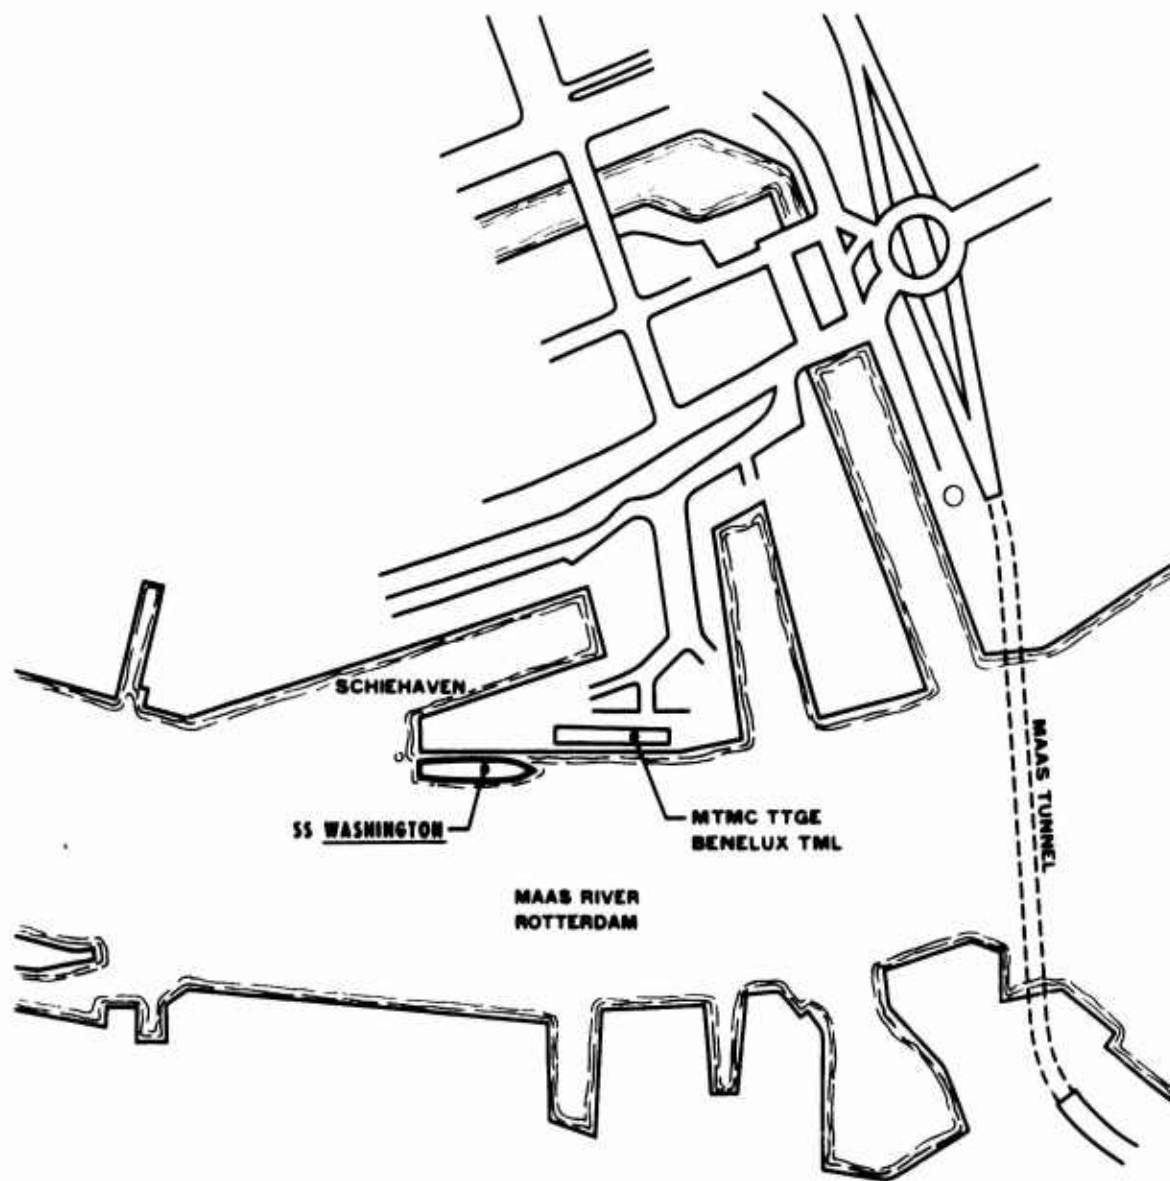 SCHIEHAVEN
SS WASHINGTON
MTMC TTGE
BENELUX TML
MAAS TUNNEL
MAAS RIVER
ROTTERDAM